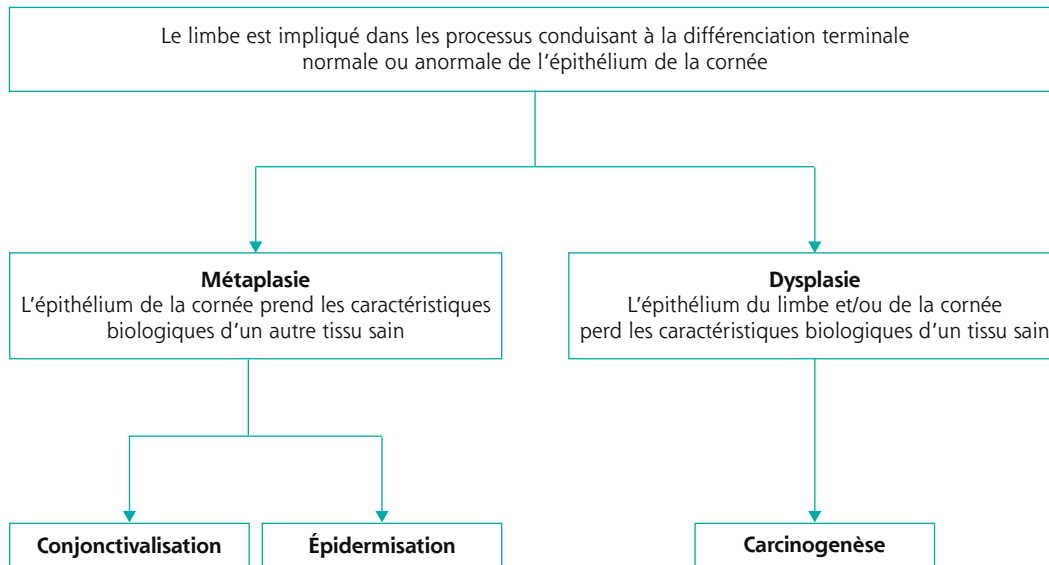 Le limbe est impliqué dans les processus conduisant à la différenciation terminale
normale ou anormale de l'épithélium de la cornée
Métaplasie
L'épithélium de la cornée prend les caractéristiques
biologiques d'un autre tissu sain
Dysplasie
L'épithélium du limbe et/ou de la cornée
perd les caractéristiques biologiques d'un tissu sain
Conjonctivalisation
Épidermisation
Carcinogenèse